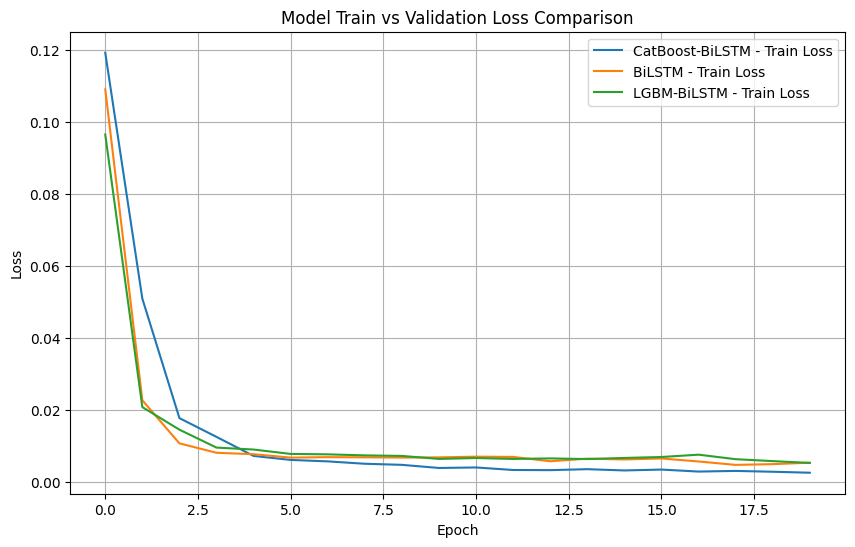 Model Train vs Validation Loss Comparison
CatBoost-BiLSTM - Train Loss
BiLSTM - Train Loss
LGBM-BiLSTM - Train Loss
0.12
0.10
0.08
0.06
0.04
0.02
0.00
Loss
0.0 2.5 5.0 7.5 10.0 12.5 15.0 17.5
Epoch